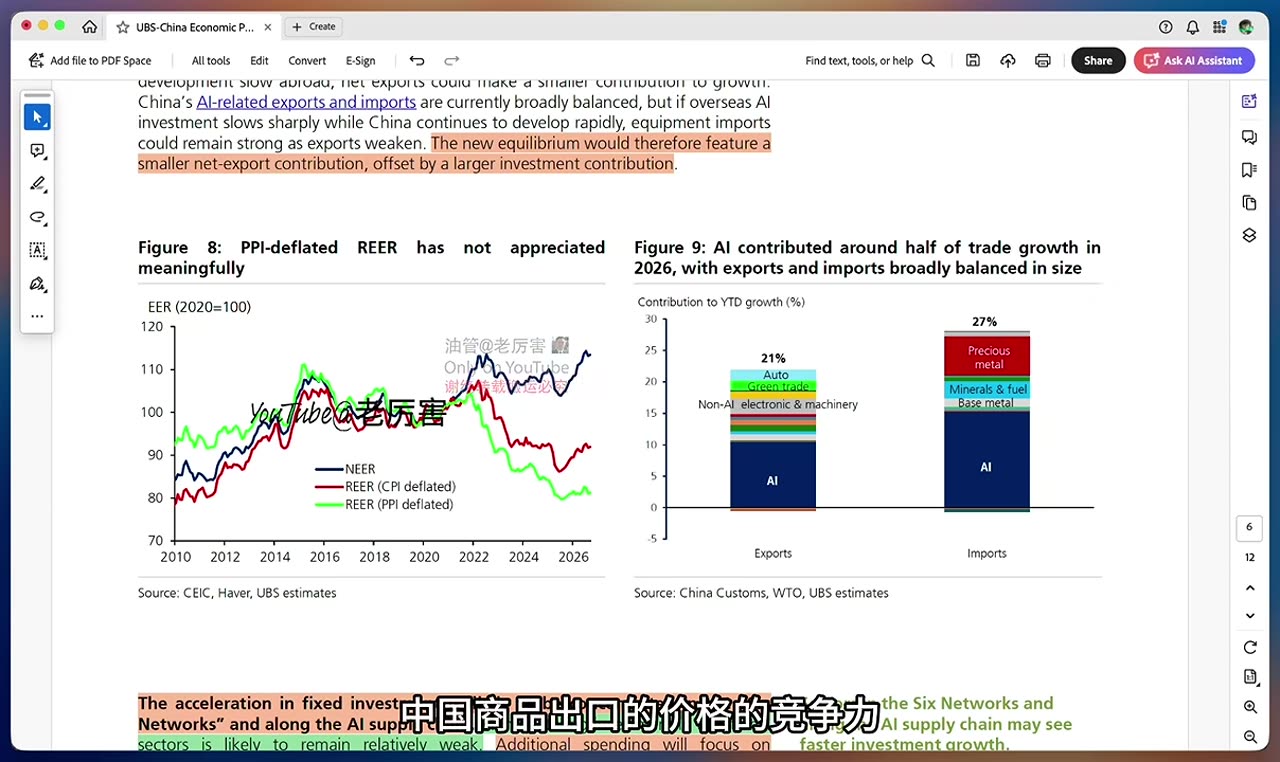 UBS-China Economic P...
Create
Add file to PDF Space
All tools
Edit
Convert
E-Sign
Find text, tools, or help
Share
Ask AI Assistant
development slow abroad, net exports could make a smaller contribution to growth.
China's AI-related exports and imports are currently broadly balanced, but if overseas AI
investment slows sharply while China continues to develop rapidly, equipment imports
could remain strong as exports weaken. The new equilibrium would therefore feature a
smaller net-export contribution, offset by a larger investment contribution.
Figure 8: PPI-deflated REER has not appreciated
meaningfully
EER (2020=100)
120
110
100
90
80
70
2010 2012 2014 2016 2018 2020 2022 2024 2026
NEER
REER (CPI deflated)
REER (PPI deflated)
油管@老厉害
Only on YouTube
YouTube@老厉害
Source: CEIC, Haver, UBS estimates
Figure 9: AI contributed around half of trade growth in
2026, with exports and imports broadly balanced in size
Contribution to YTD growth (%)
30
25
20
15
10
5
0
-5
21%
Auto
Green trade
Non-AI electronic & machinery
AI
Exports
27%
Precious
metal
Minerals & fuel
Base metal
AI
Imports
Source: China Customs, WTO, UBS estimates
6
12
The acceleration in fixed
Networks" and along the AI
sectors is likely to remain relatively weak. Additional spending will focus on
the Six Networks and
AI supply chain may see
faster investment growth.
中国商品出口的价格的竞争力